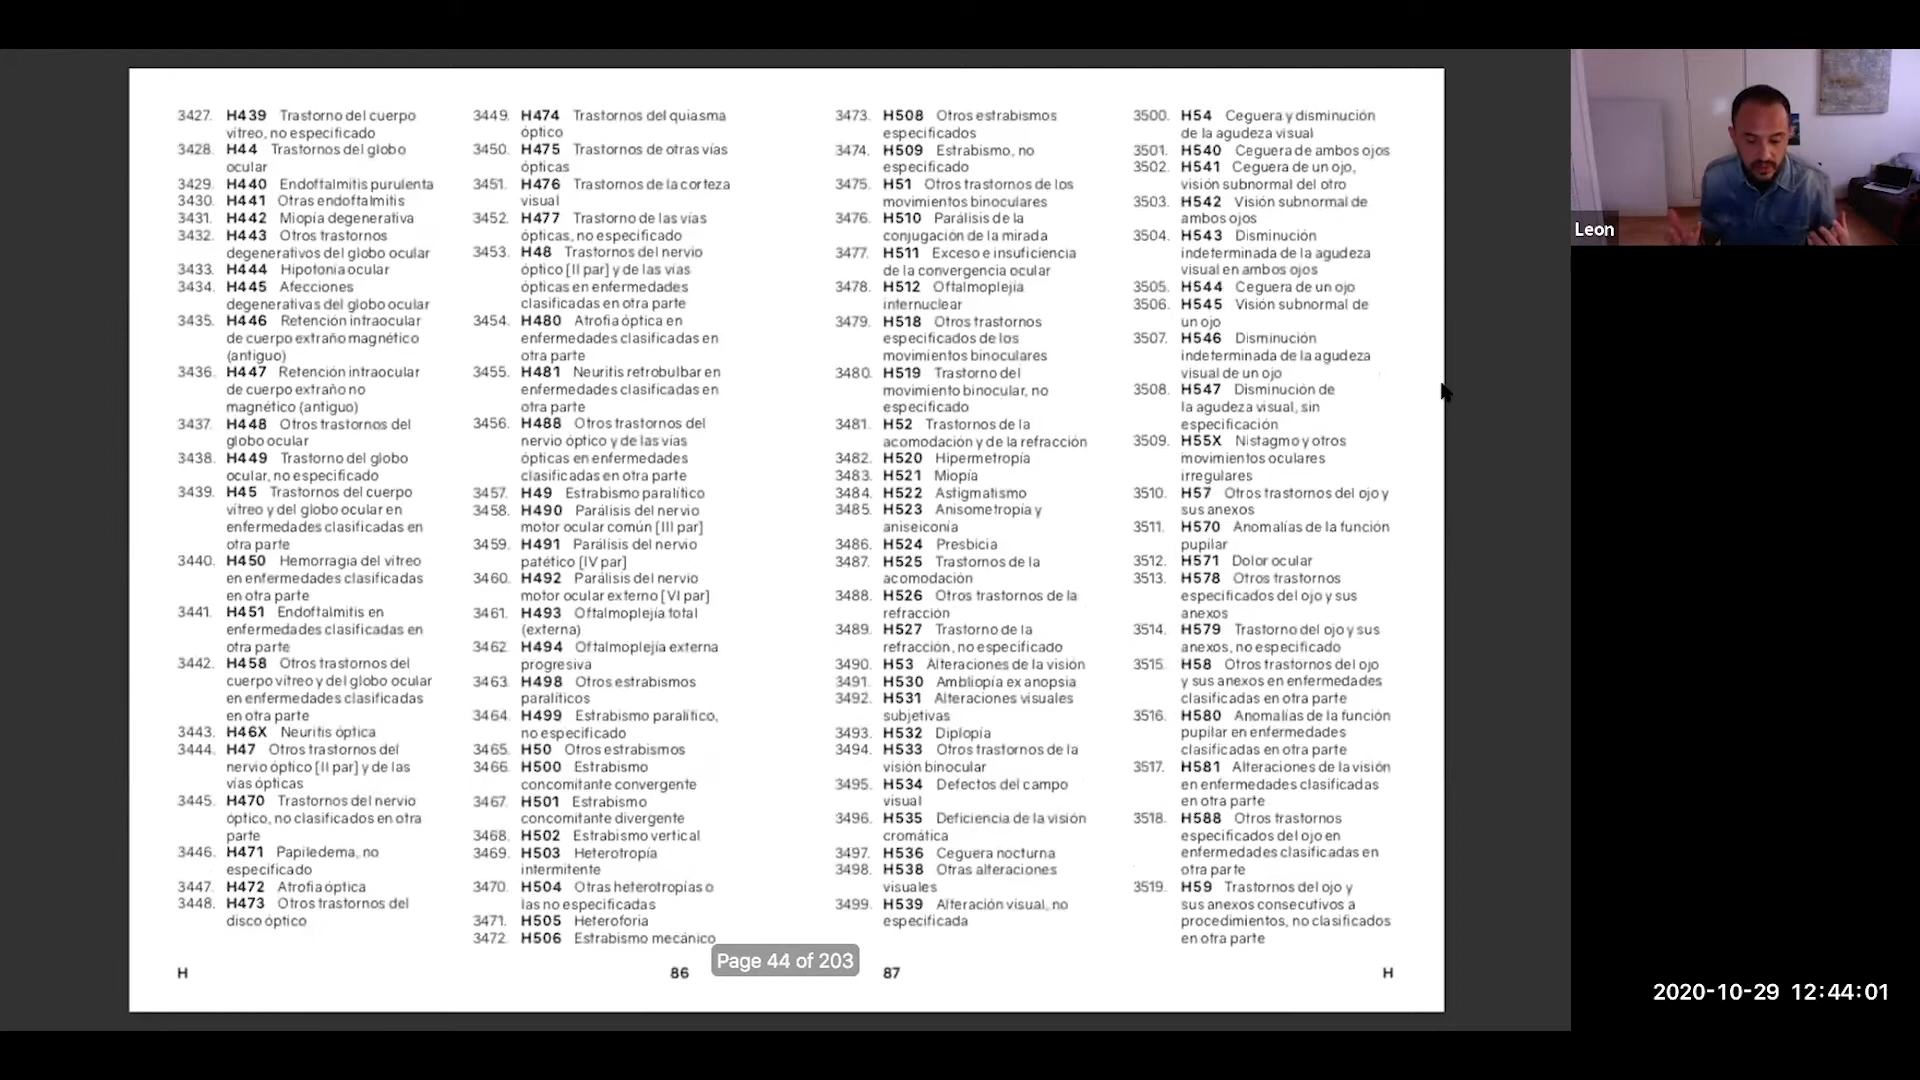 3427. H439 Trastorno del cuerpo
vítreo, no especificado
3428. H44 Trastornos del globo
ocular
3429. H440 Endoftalmitis purulenta
3430. H441 Otras endoftalmitis
3431. H442 Miopía degenerativa
3432. H443 Otros trastornos
degenerativos del globo ocular
3433. H444 Hipotonía ocular
3434. H445 Afecciones
degenerativas del globo ocular
3435. H446 Retención intraocular
de cuerpo extraño magnético
(antiguo)
3436. H447 Retención intraocular
de cuerpo extraño no
magnético (antiguo)
3437. H448 Otros trastornos del
globo ocular
3438. H449 Trastorno del globo
ocular, no especificado
3439. H45 Trastornos del cuerpo
vítreo y del globo ocular en
enfermedades clasificadas en
otra parte
3440. H450 Hemorragia del vítreo
en enfermedades clasificadas
en otra parte
3441. H451 Endoftalmitis en
enfermedades clasificadas en
otra parte
3442. H458 Otros trastornos del
cuerpo vítreo y del globo ocular
en enfermedades clasificadas
en otra parte
3443. H46X Neuritis óptica
3444. H47 Otros trastornos del
nervio óptico [II par] y de las
vías ópticas
3445. H470 Trastornos del nervio
óptico, no clasificados en otra
parte
3446. H471 Papiledema, no
especificado
3447. H472 Atrofia óptica
3448. H473 Otros trastornos del
disco óptico
3449. H474 Trastornos del quiasma
óptico
3450. H475 Trastornos de otras vías
ópticas
3451. H476 Trastornos de la corteza
visual
3452. H477 Trastorno de las vías
ópticas, no especificado
3453. H48 Trastornos del nervio
óptico [II par] y de las vías
ópticas en enfermedades
clasificadas en otra parte
3454. H480 Atrofia óptica en
enfermedades clasificadas en
otra parte
3455. H481 Neuritis retrobulbar en
enfermedades clasificadas en
otra parte
3456. H488 Otros trastornos del
nervio óptico y de las vías
ópticas en enfermedades
clasificadas en otra parte
3457. H49 Estrabismo paralítico
3458. H490 Parálisis del nervio
motor ocular común [III par]
3459. H491 Parálisis del nervio
patético [IV par]
3460. H492 Parálisis del nervio
motor ocular externo [VI par]
3461. H493 Oftalmoplejía total
(externa)
3462. H494 Oftalmoplejía externa
progresiva
3463. H498 Otros estrabismos
paralíticos
3464. H499 Estrabismo paralítico,
no especificado
3465. H50 Otros estrabismos
3466. H500 Estrabismo
concomitante convergente
3467. H501 Estrabismo
concomitante divergente
3468. H502 Estrabismo vertical
3469. H503 Heterotropía
intermitente
3470. H504 Otras heterotropías o
las no especificadas
3471. H505 Heteroforia
3472. H506 Estrabismo mecánico
3473. H508 Otros estrabismos
especificados
3474. H509 Estrabismo, no
especificado
3475. H51 Otros trastornos de los
movimientos binoculares
3476. H510 Parálisis de la
conjugación de la mirada
3477. H511 Exceso e insuficiencia
de la convergencia ocular
3478. H512 Oftalmoplejía
internuclear
3479. H518 Otros trastornos
especificados de los
movimientos binoculares
3480. H519 Trastorno del
movimiento binocular, no
especificado
3481. H52 Trastornos de la
acomodación y de la refracción
3482. H520 Hipermetropía
3483. H521 Miopía
3484. H522 Astigmatismo
3485. H523 Anisometropía y
aniseiconía
3486. H524 Presbicia
3487. H525 Trastornos de la
acomodación
3488. H526 Otros trastornos de la
refracción
3489. H527 Trastorno de la
refracción, no especificado
3490. H53 Alteraciones de la visión
3491. H530 Ambliopía ex anopsia
3492. H531 Alteraciones visuales
subjetivas
3493. H532 Diplopía
3494. H533 Otros trastornos de la
visión binocular
3495. H534 Defectos del campo
visual
3496. H535 Deficiencia de la visión
cromática
3497. H536 Ceguera nocturna
3498. H538 Otras alteraciones
visuales
3499. H539 Alteración visual, no
especificada
3500. H54 Ceguera y disminución
de la agudeza visual
3501. H540 Ceguera de ambos ojos
3502. H541 Ceguera de un ojo,
visión subnormal del otro
3503. H542 Visión subnormal de
ambos ojos
3504. H543 Disminución
indeterminada de la agudeza
visual en ambos ojos
3505. H544 Ceguera de un ojo
3506. H545 Visión subnormal de
un ojo
3507. H546 Disminución
indeterminada de la agudeza
visual de un ojo
3508. H547 Disminución de
la agudeza visual, sin
especificación
3509. H55X Nistagmo y otros
movimientos oculares
irregulares
3510. H57 Otros trastornos del ojo y
sus anexos
3511. H570 Anomalías de la función
pupilar
3512. H571 Dolor ocular
3513. H578 Otros trastornos
especificados del ojo y sus
anexos
3514. H579 Trastorno del ojo y sus
anexos, no especificado
3515. H58 Otros trastornos del ojo
y sus anexos en enfermedades
clasificadas en otra parte
3516. H580 Anomalías de la función
pupilar en enfermedades
clasificadas en otra parte
3517. H581 Alteraciones de la visión
en enfermedades clasificadas
en otra parte
3518. H588 Otros trastornos
especificados del ojo en
enfermedades clasificadas en
otra parte
3519. H59 Trastornos del ojo y
sus anexos consecutivos a
procedimientos, no clasificados
en otra parte
H
86
Page 44 of 203
87
H
Leon
2020-10-29 12:44:01